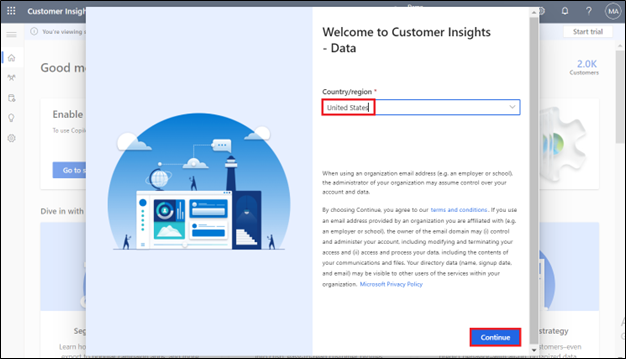 Customer Insights
Demo
MA
You're viewing
Start trial
Good mo
2.0K
Customers
Welcome to Customer Insights
- Data
Country/region *
United States
Enable
To use Copi
Go to s
When using an organization email address (e.g. an employer or school),
the administrator of your organization may assume control over your
account and data.
By choosing Continue, you agree to our terms and conditions. If you use
an email address provided by an organization you are affiliated with (e.g.
an employer or school), the owner of the email domain may (i) control
and administer your account, including modifying and terminating your
access and (ii) access and process your data, including the contents of
your communications and files. Your directory data (name, signup date,
and email) may be visible to other users of the services within your
organization. Microsoft Privacy Policy
Dive in with
Continue
Seg
strategy
Learn how
ustomers–even